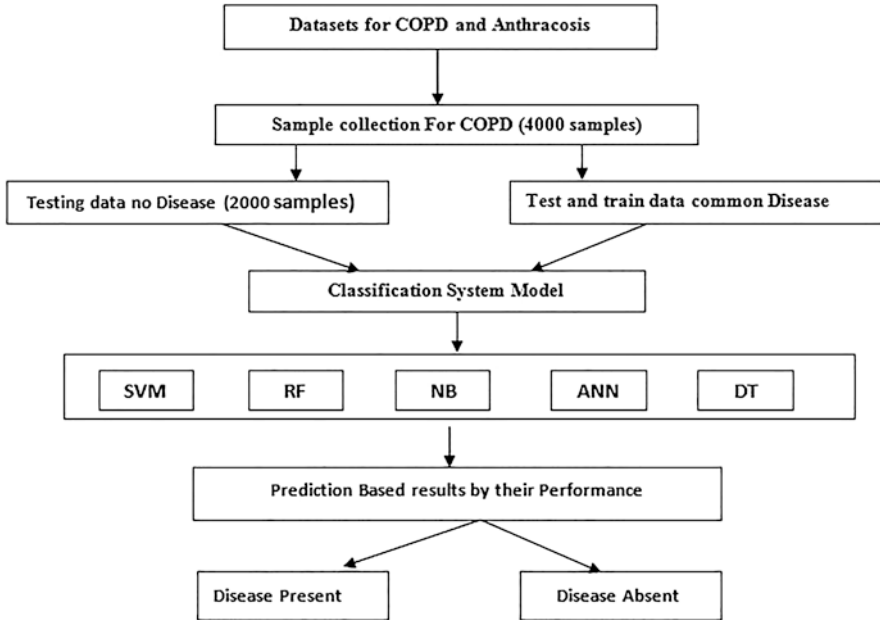 Datasets for COPD and Anthracosis
Sample collection For COPD (4000 samples)
Testing data no Disease (2000 samples)
Test and train data common Disease
Classification System Model
SVM
RF
NB
ANN
DT
Prediction Based results by their Performance
Disease Present
Disease Absent